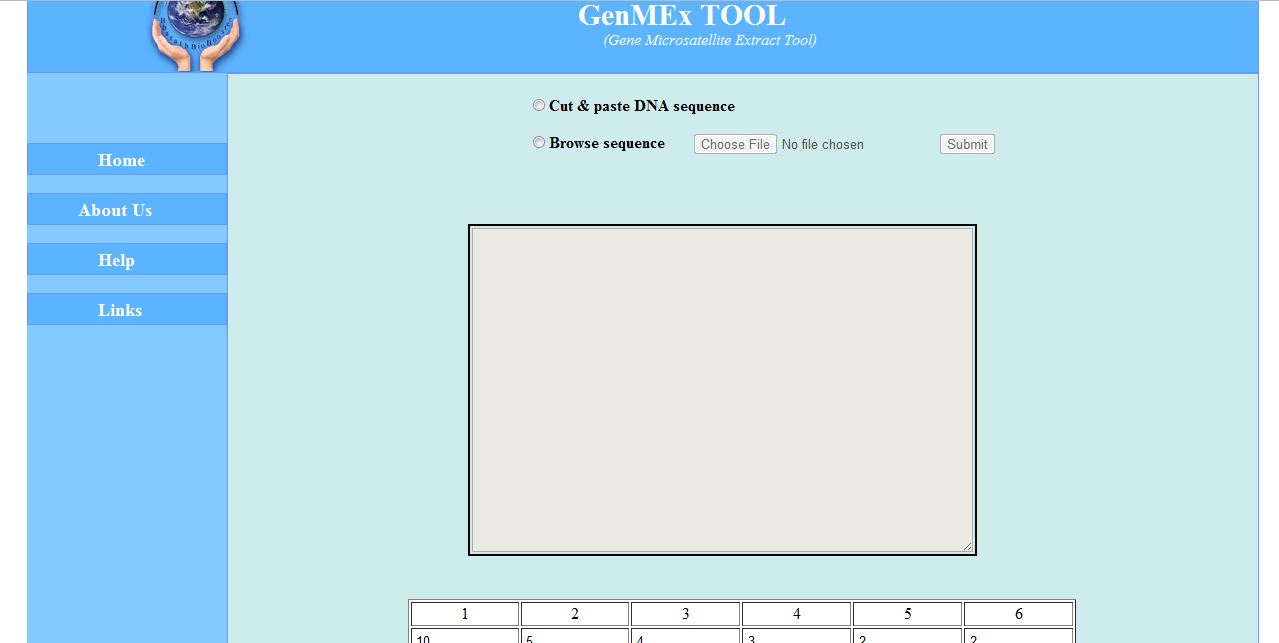 GenMEx TOOL
(Gene Microsatellite Extract Tool)
Cut & paste DNA sequence
Browse sequence Choose File No file chosen Submit
Home
About Us
Help
Links
1 2 3 4 5 6
10 5 4 3 2 2